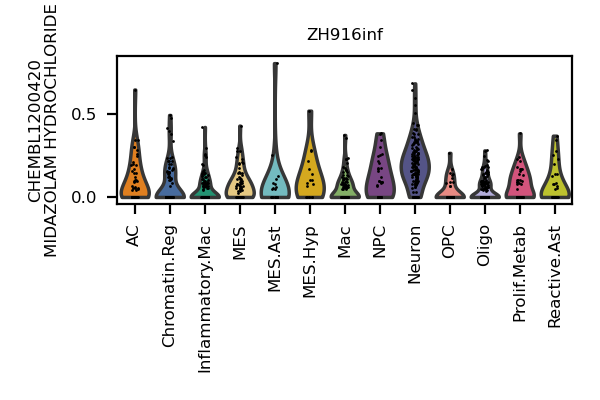 ZH916inf
CHEMBL1200420
MIDAZOLAM HYDROCHLORIDE
0.5
0.0
AC
Chromatin.Reg
Inflammatory.Mac
MES
MES.Ast
MES.Hyp
Mac
NPC
Neuron
OPC
Oligo
Prolif.Metab
Reactive.Ast